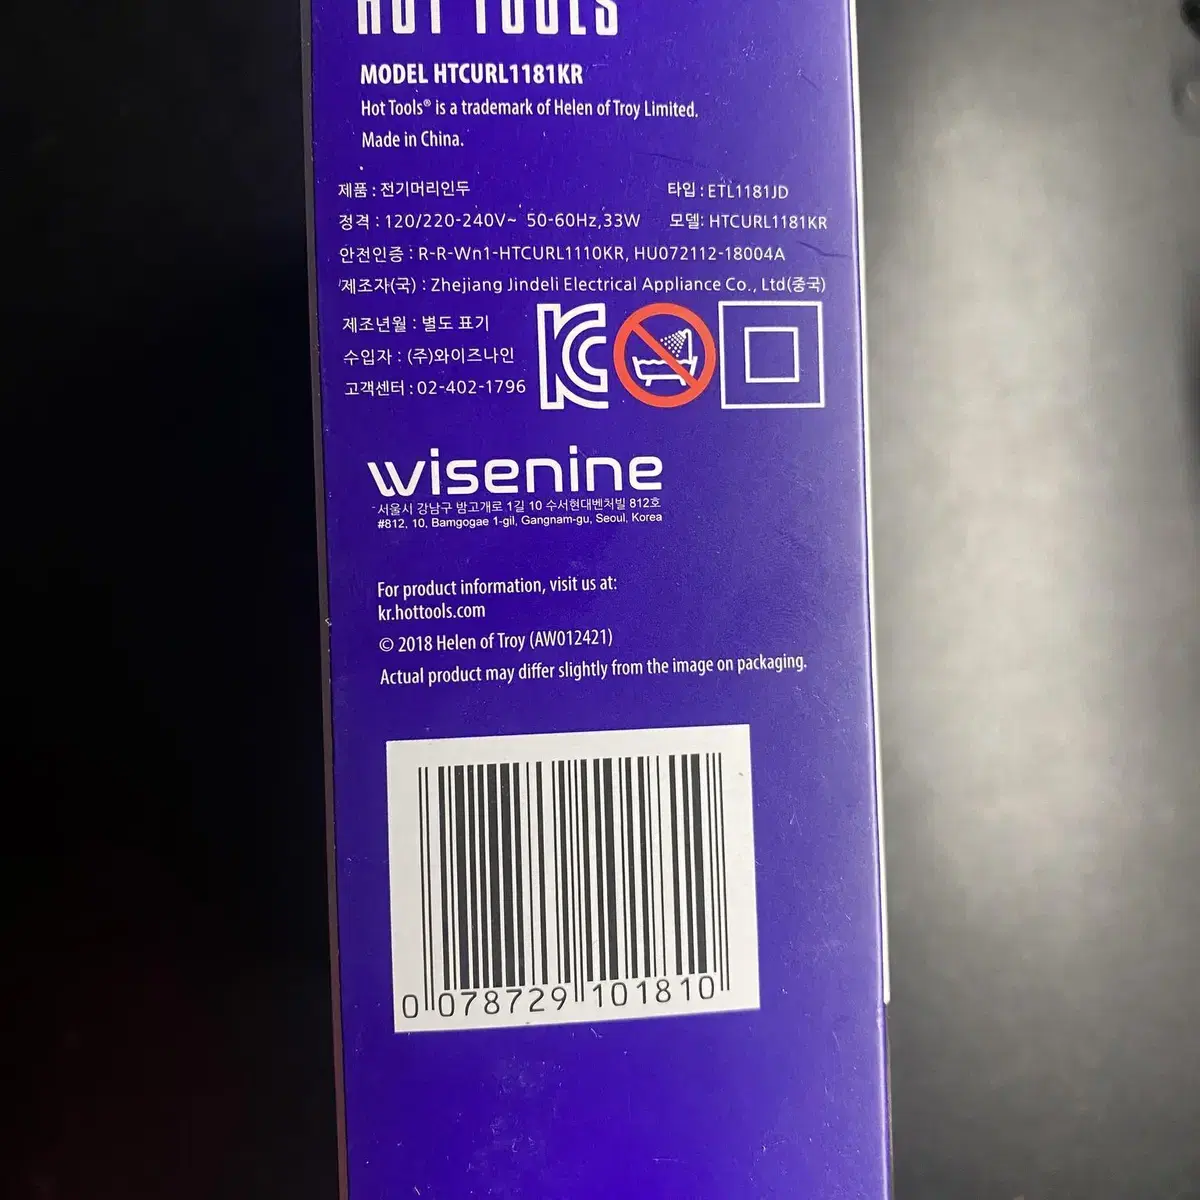 HOT TOOLS
MODEL HTCURL1181KR
Hot Tools® is a trademark of Helen of Troy Limited.
Made in China.
제품 : 전기머리인두 타입 : ETL1181JD
정격 : 120/220-240V~ 50-60Hz,33W 모델: HTCURL1181KR
안전인증 : R-R-Wn1-HTCURL1110KR, HU072112-18004A
제조자(국) : Zhejiang Jindeli Electrical Appliance Co., Ltd(중국)
제조년월 : 별도 표기
수입자 : (주)와이즈나인
고객센터 : 02-402-1796
wisenine
서울시 강남구 밤고개로 1길 10 수서현대벤처빌 812호
#812, 10, Bamgogae 1-gil, Gangnam-gu, Seoul, Korea
For product information, visit us at:
kr.hottools.com
© 2018 Helen of Troy (AW012421)
Actual product may differ slightly from the image on packaging.
0 078729 101810